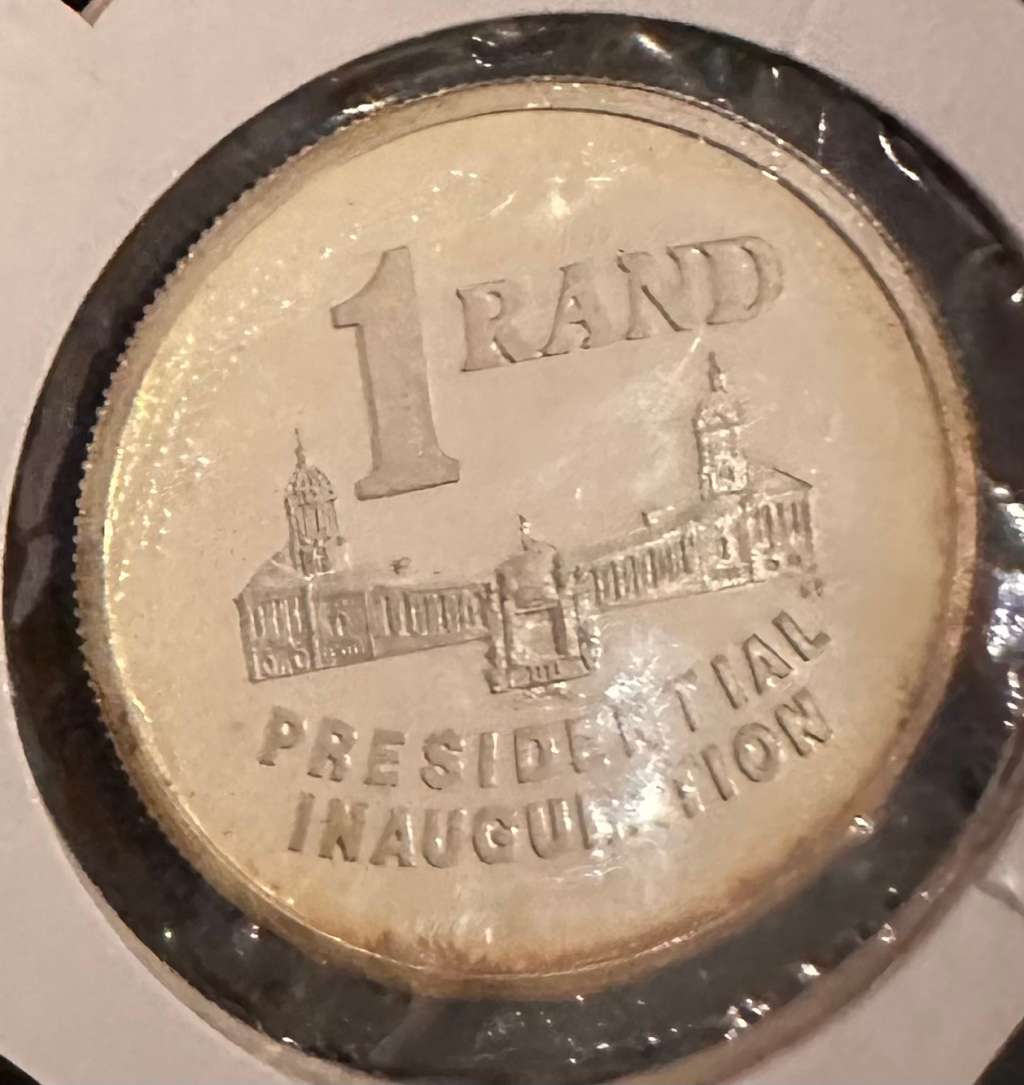 1 RAND
PRESIDENTIAL
INAUGURATION